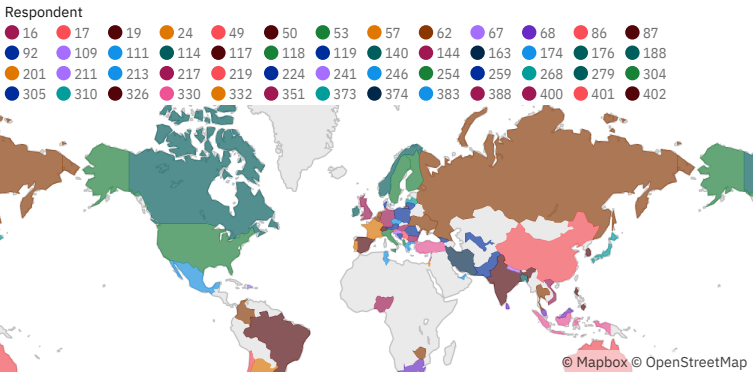 Respondent
16 17 19 24 49 50 53 57 62 67 68 86 87
92 109 111 114 117 118 119 140 144 163 174 176 188
201 211 213 217 219 224 241 246 254 259 268 279 304
305 310 326 330 332 351 373 374 383 388 400 401 402
© Mapbox © OpenStreetMap